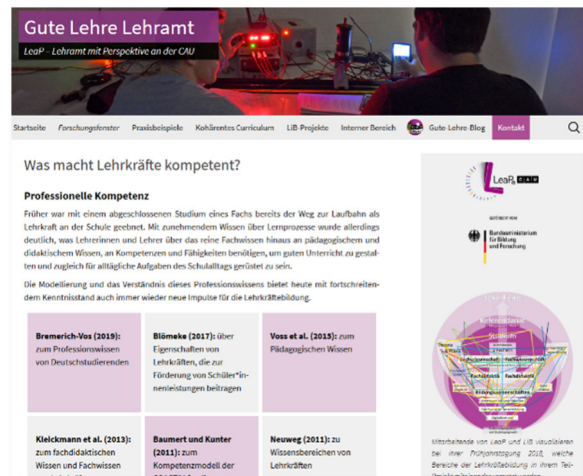 Gute Lehre Lehramt
LeaP - Lehramt mit Perspektive an der CAU
Startseite Forschungsfenster Praxisbeispiele Kohärentes Curriculum LiB-Projekte Interner Bereich Gute-Lehre-Blog Kontakt
Was macht Lehrkräfte kompetent?
Professionelle Kompetenz
Früher war mit einem abgeschlossenen Studium eines Fachs bereits der Weg zur Laufbahn als
Lehrkraft an der Schule geebnet. Mit zunehmendem Wissen über Lernprozesse wurde allerdings
deutlich, was Lehrerinnen und Lehrer über das reine Fachwissen hinaus an pädagogischem und
didaktischem Wissen, an Kompetenzen und Fähigkeiten benötigen, um guten Unterricht zu gestal-
ten und zugleich für alltägliche Aufgaben des Schulalltags gerüstet zu sein.
Die Modellierung und das Verständnis dieses Professionswissens bietet heute mit fortschreiten-
dem Kenntnisstand auch immer wieder neue Impulse für die Lehrkräftebildung.
Bremerich-Vos (2019):
zum Professionswissen
von Deutschstudierenden
Blömeke (2017): über
Eigenschaften von
Lehrkräften, die zur
Förderung von Schüler*in-
nenleistungen beitragen
Voss et al. (2015): zum
Pädagogischen Wissen
Kleickmann et al. (2013):
zum fachdidaktischen
Wissen und Fachwissen
Baumert und Kunter
(2011): zum
Kompetenzmodell der
Neuweg (2011): zu
Wissensbereichen von
Lehrkräften
LeaP@CAU
GEFÖRDERT VOM
Bundesministerium
für Bildung
und Forschung
Mitarbeitende von LeaP und LiB visualisieren
bei ihrer Frühjahrstagung 2018, welche
Bereiche der Lehrkräftebildung in ihrem Teil-